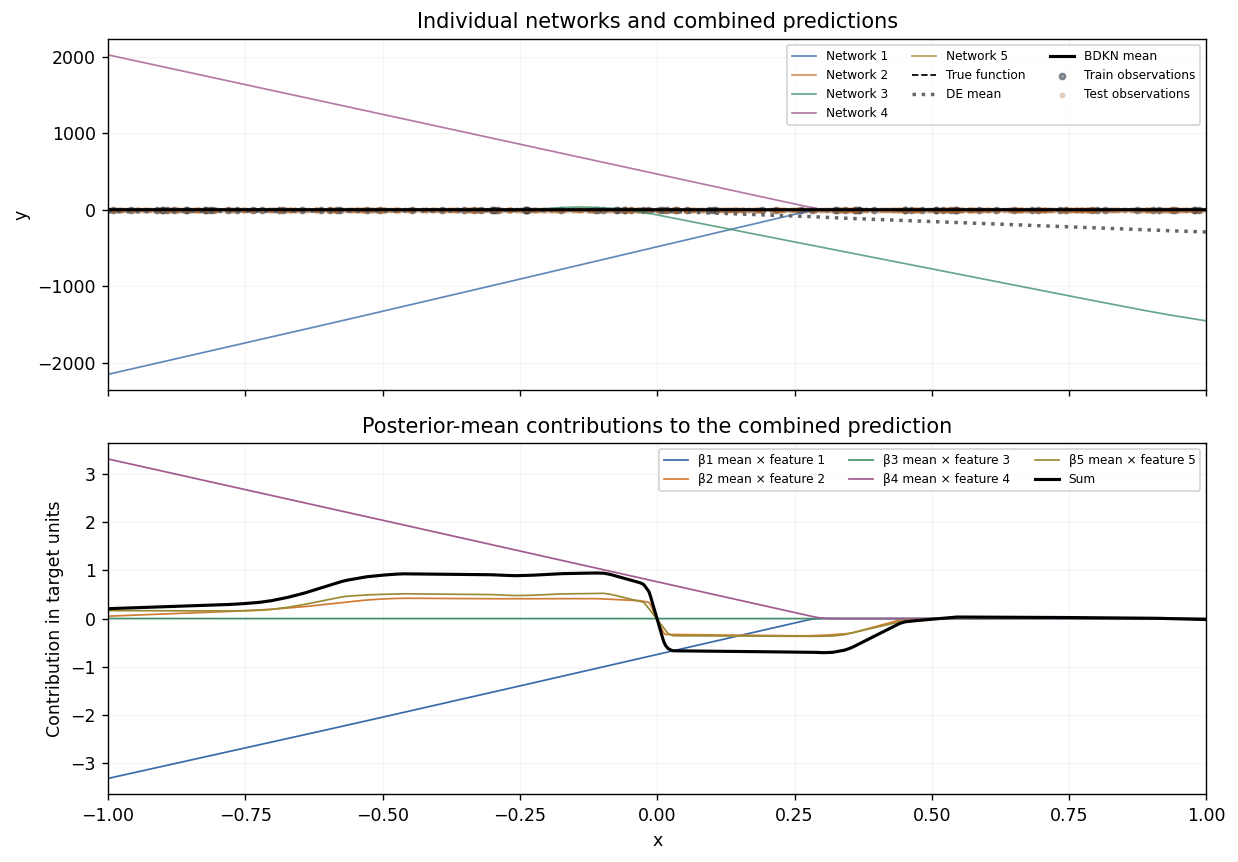 Individual networks and combined predictions
Network 1
Network 2
Network 3
Network 4
Network 5
True function
DE mean
BDKN mean
Train observations
Test observations
2000
1000
0
−1000
−2000
y
Posterior-mean contributions to the combined prediction
β1 mean × feature 1
β2 mean × feature 2
β3 mean × feature 3
β4 mean × feature 4
β5 mean × feature 5
Sum
3
2
1
0
−1
−2
−3
Contribution in target units
−1.00 −0.75 −0.50 −0.25 0.00 0.25 0.50 0.75 1.00
x